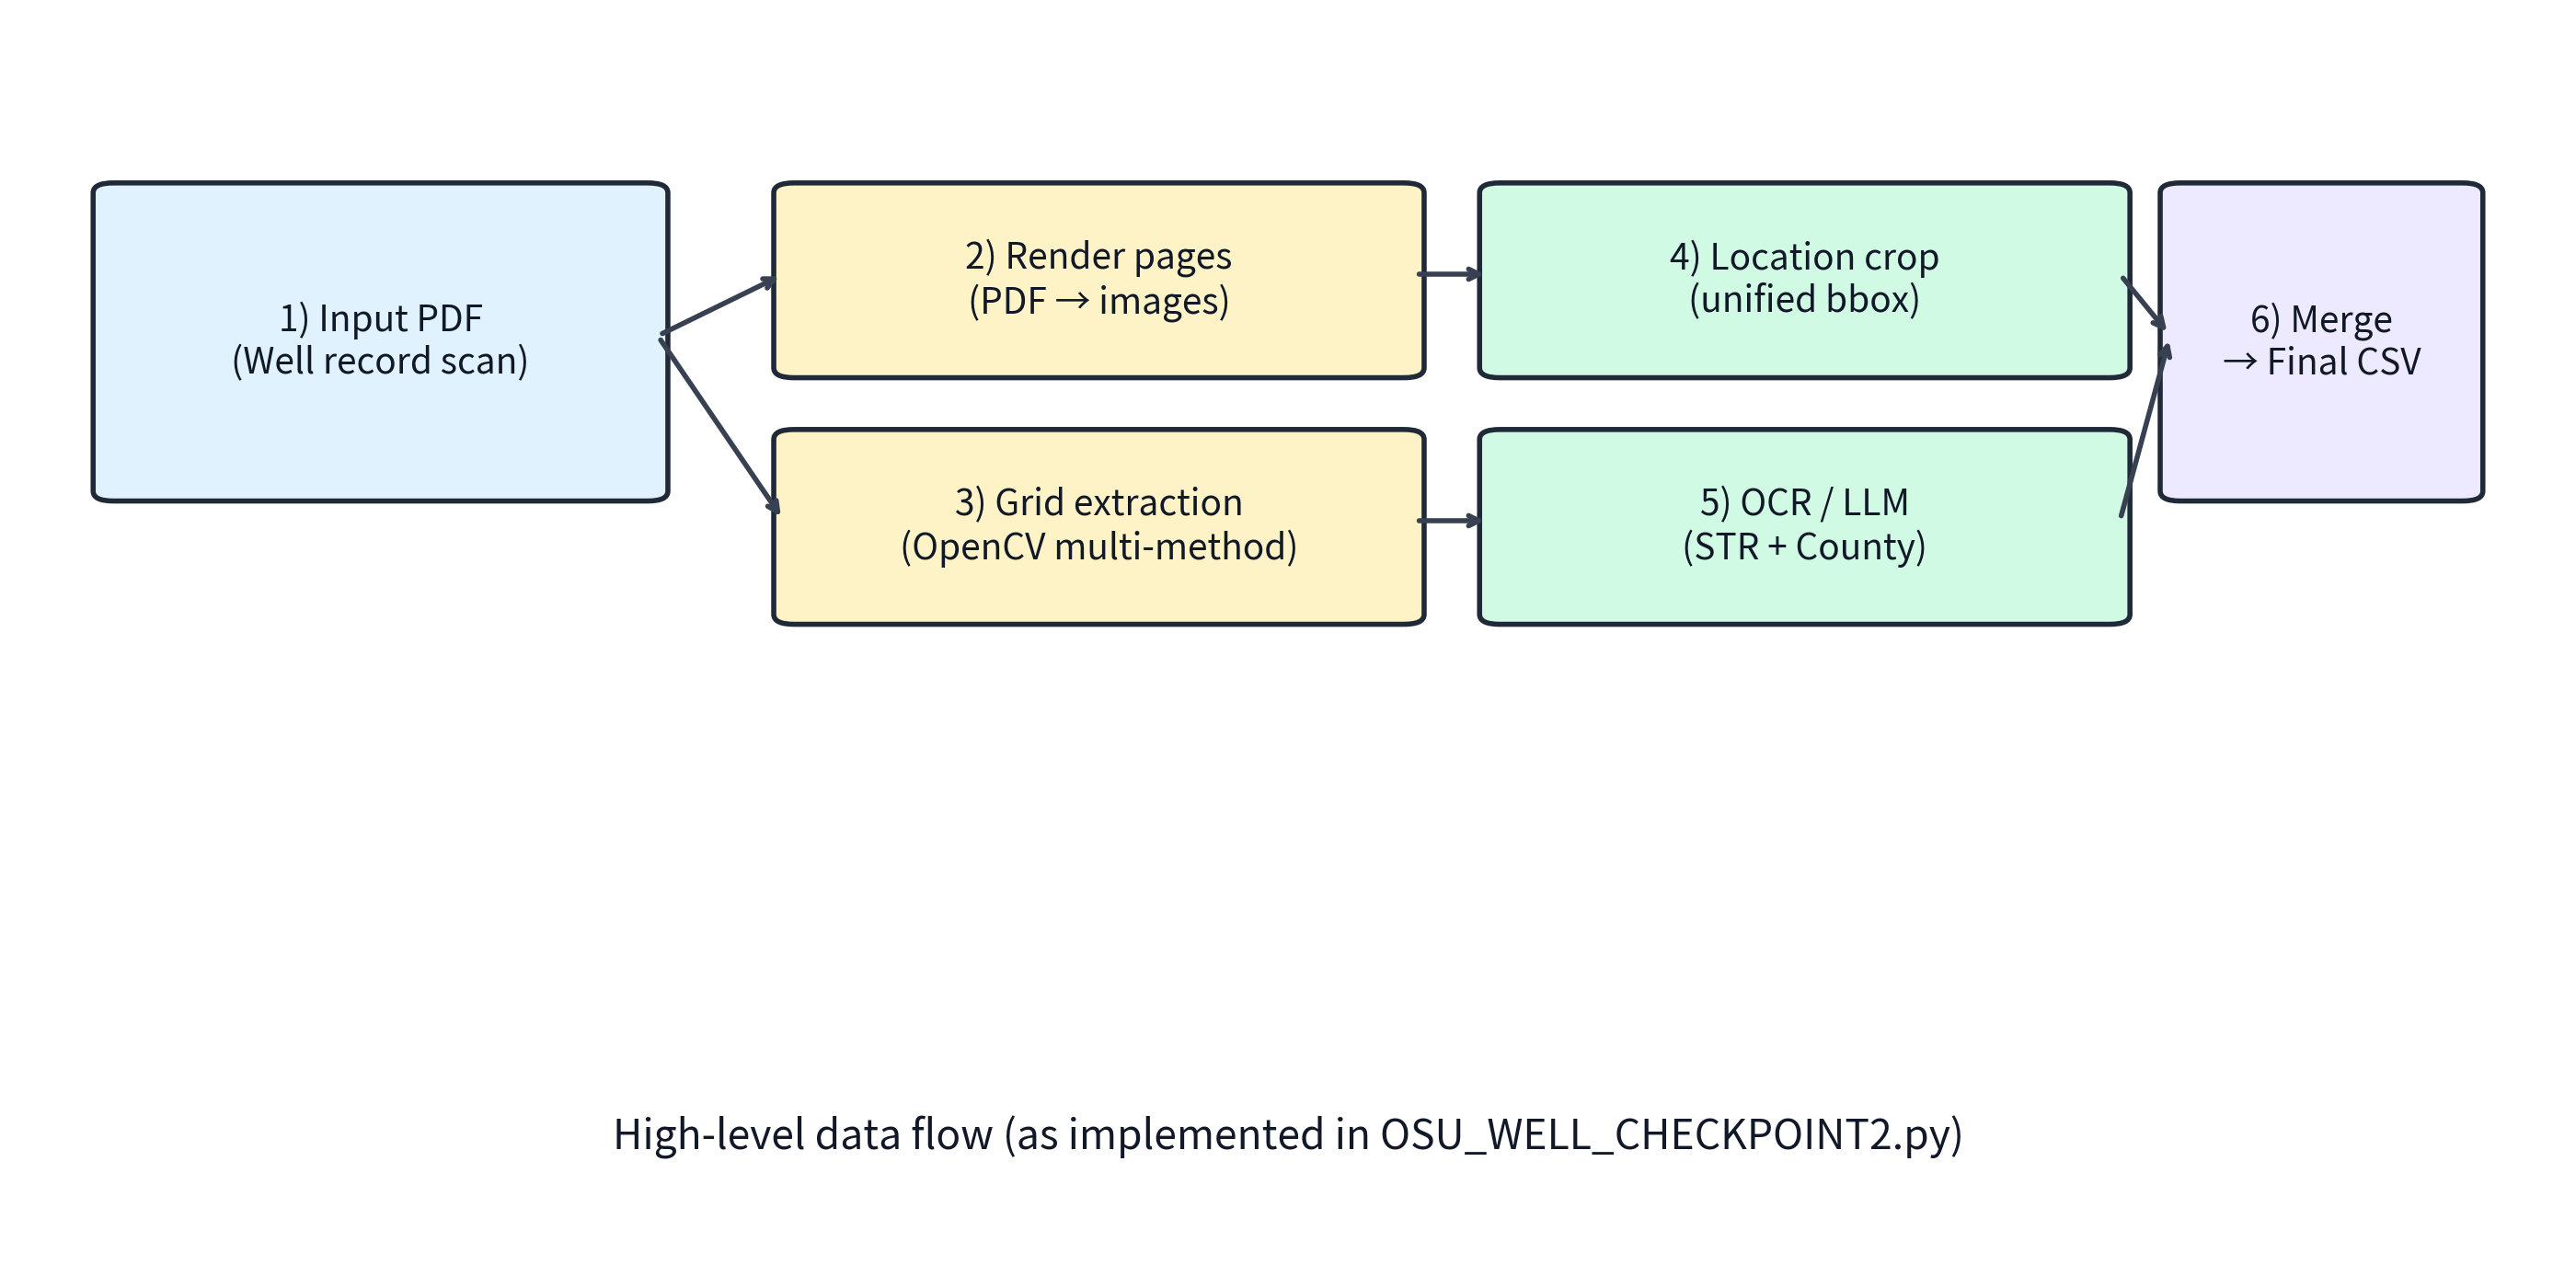 1) Input PDF
(Well record scan)
2) Render pages
(PDF → images)
3) Grid extraction
(OpenCV multi-method)
4) Location crop
(unified bbox)
5) OCR / LLM
(STR + County)
6) Merge
→ Final CSV
High-level data flow (as implemented in OSU_WELL_CHECKPOINT2.py)